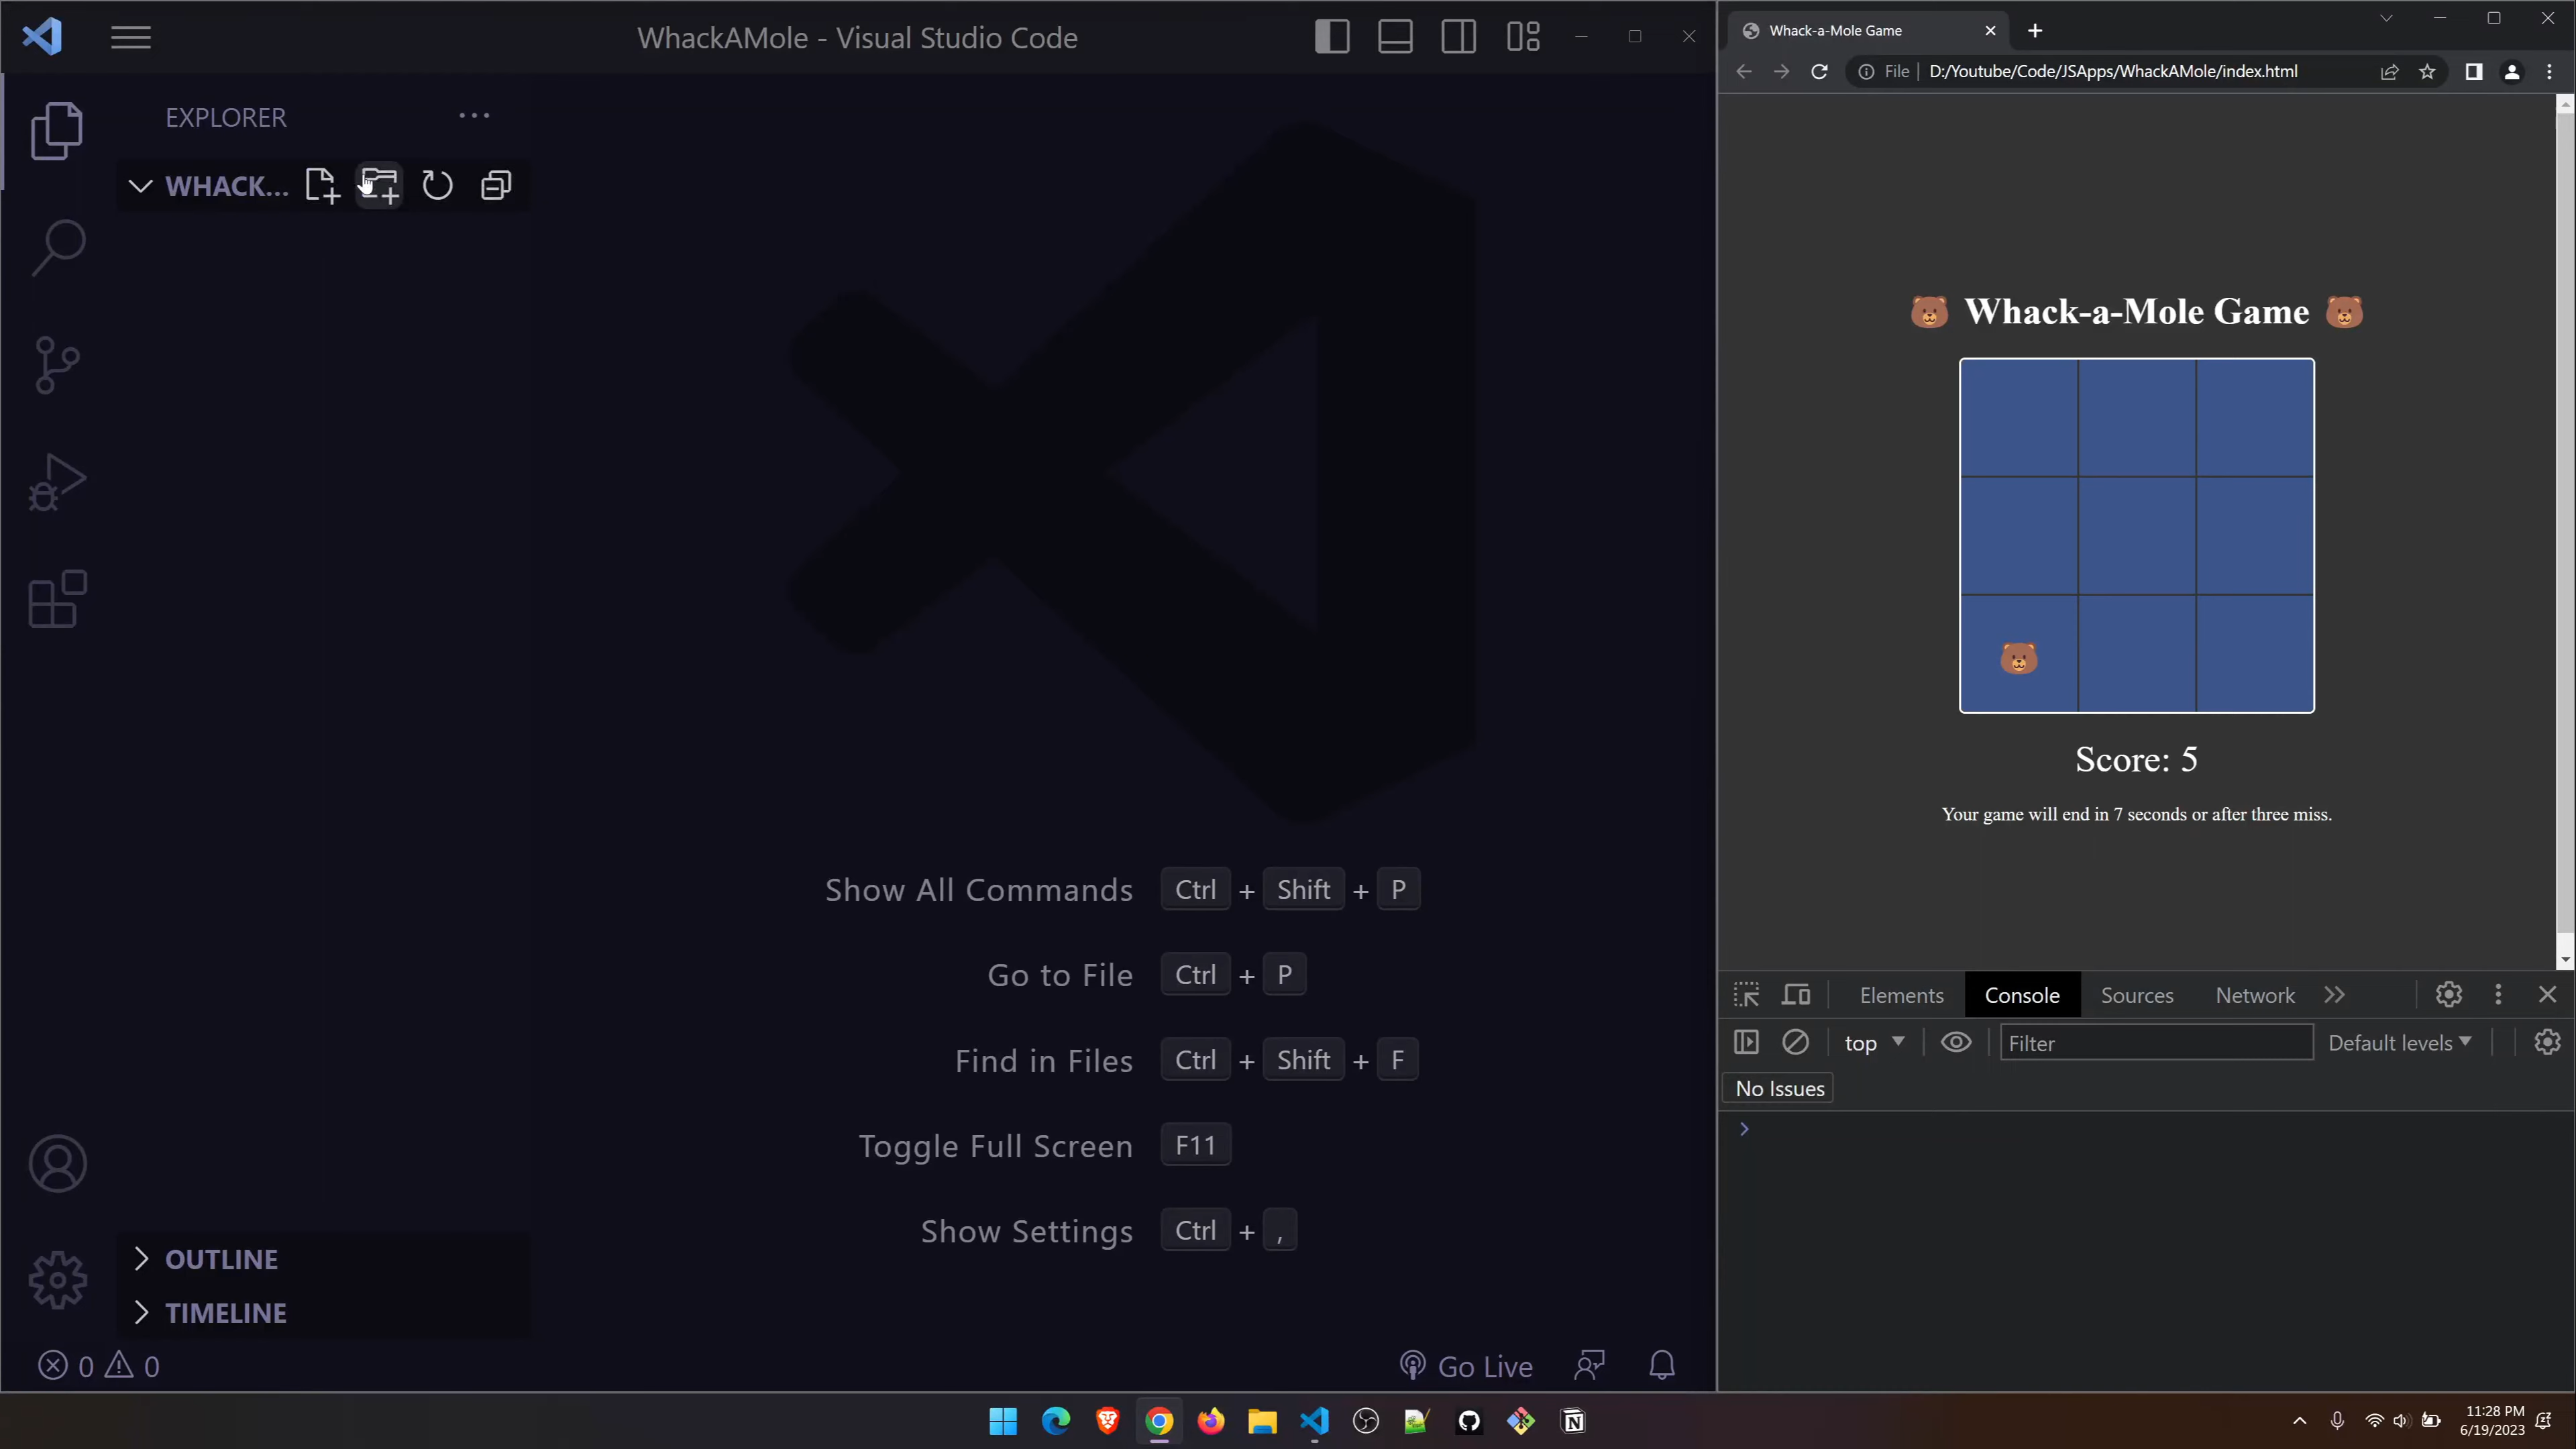 WhackAMole - Visual Studio Code
EXPLORER
WHACK...
Show All Commands Ctrl + Shift + P
Go to File Ctrl + P
Find in Files Ctrl + Shift + F
Toggle Full Screen F11
Show Settings Ctrl + ,
OUTLINE
TIMELINE
0 0
Go Live
Whack-a-Mole Game
File D:/Youtube/Code/JSApps/WhackAMole/index.html
Whack-a-Mole Game
Score: 5
Your game will end in 7 seconds or after three miss.
Elements Console Sources Network
top Filter Default levels
No Issues
11:28 PM
6/19/2023